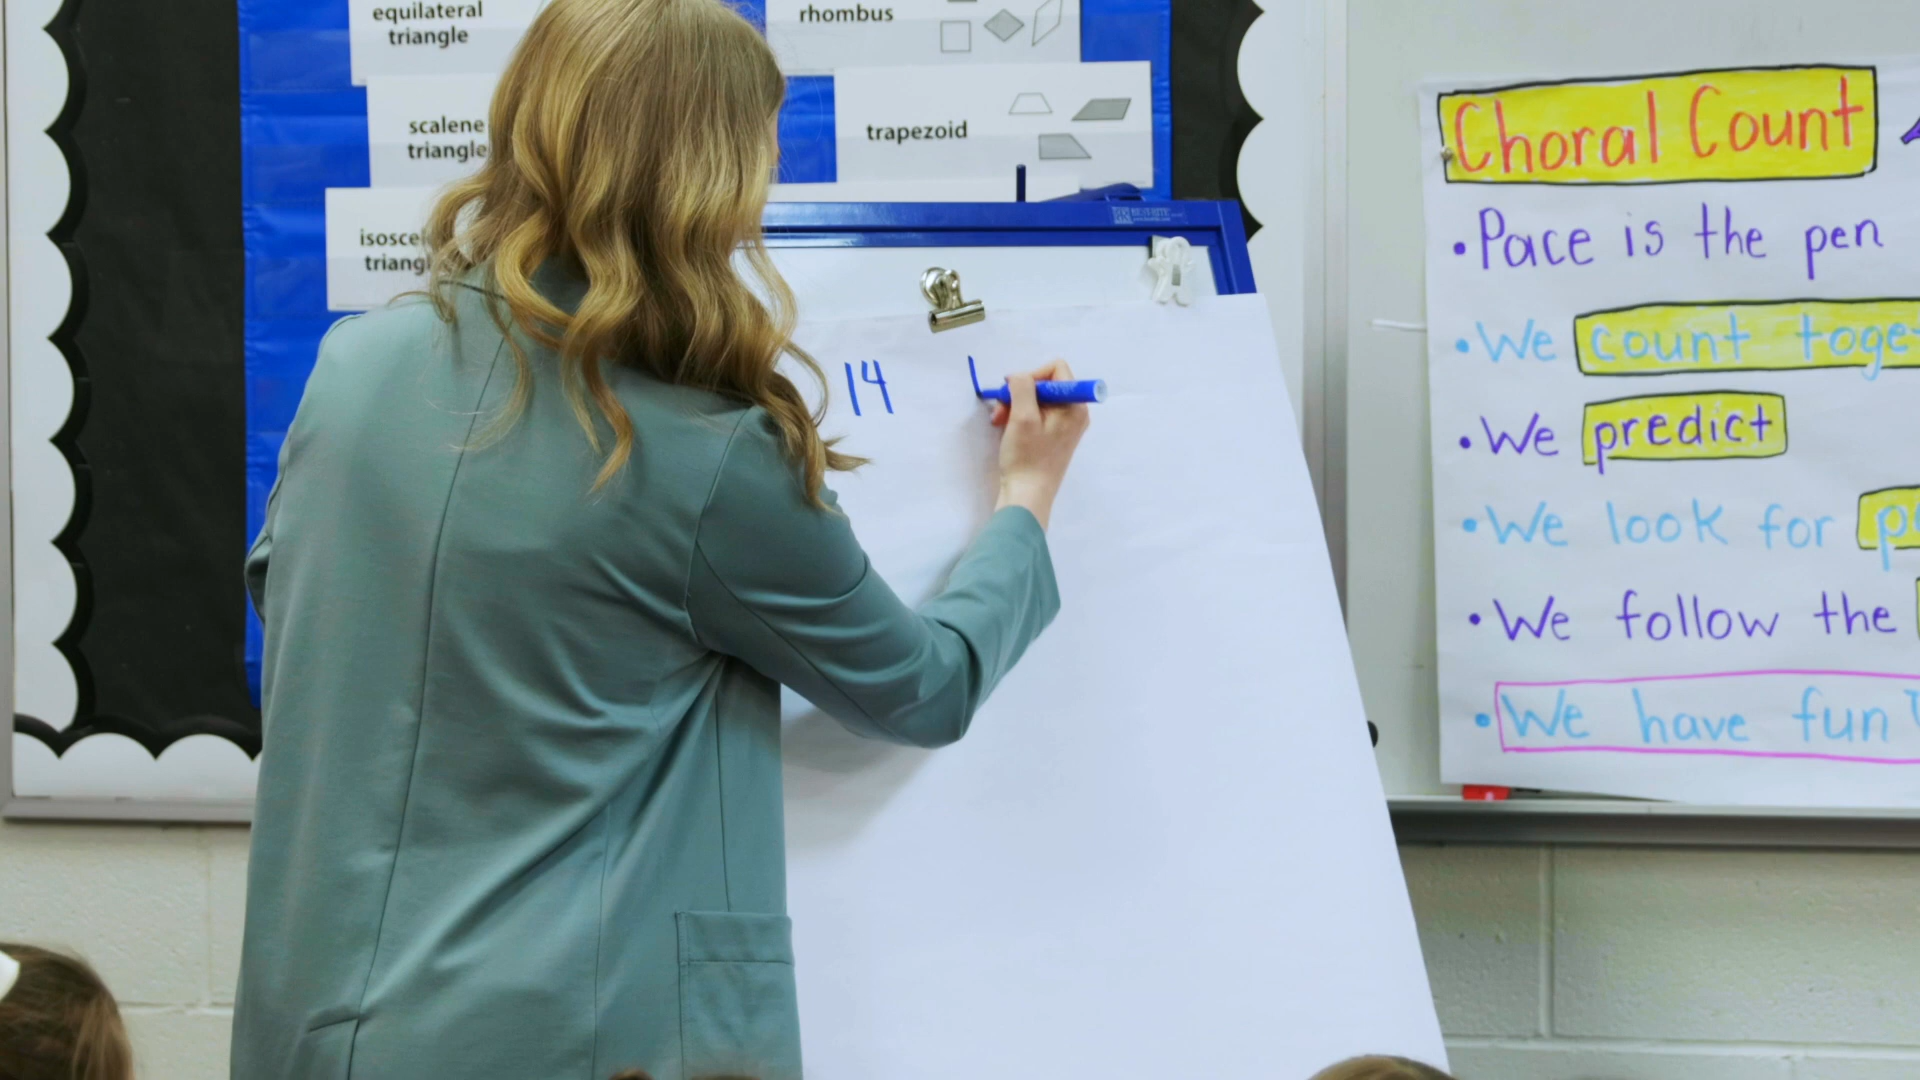 equilateral
triangle
rhombus
scalene
triangle
trapezoid
14
Choral Count
•Pace is the pen
•We count
•We predict
•We look for
•We follow the
•We have fun